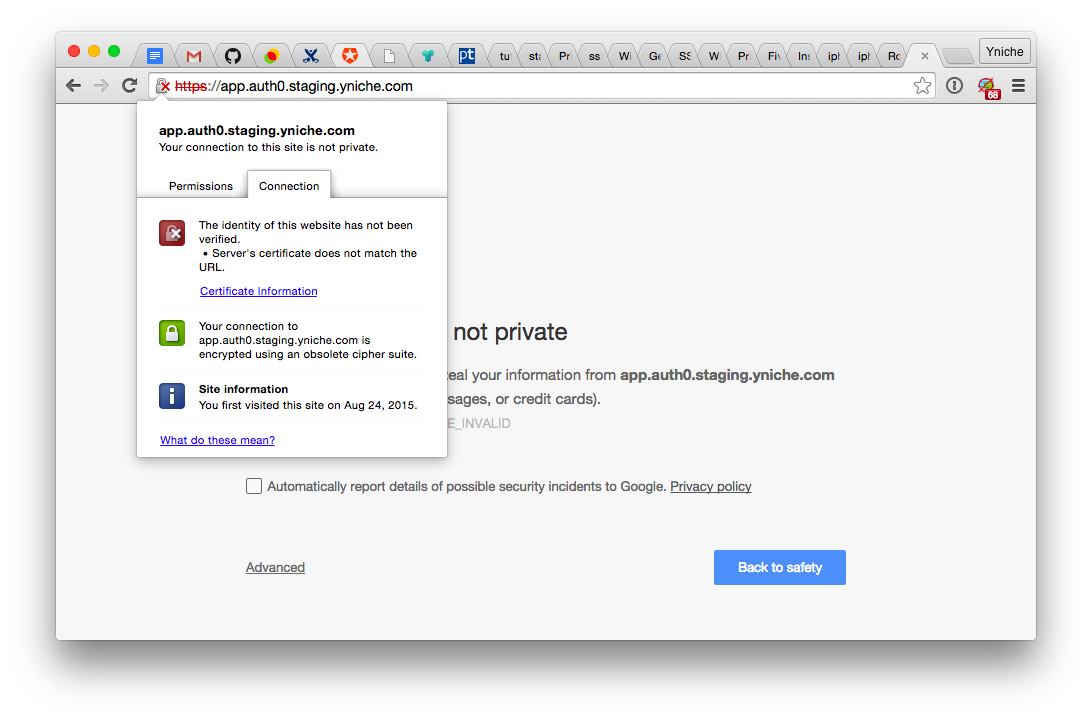 pt
tu
sta
Pr
ss
Wi
Ge
SS
W
Pr
Fiv
Ins
ipl
ipl
Ro
Yniche
https://app.auth0.staging.yniche.com
68
app.auth0.staging.yniche.com
Your connection to this site is not private.
Permissions
Connection
The identity of this website has not been
verified.
• Server's certificate does not match the
URL.
Certificate Information
Your connection to
app.auth0.staging.yniche.com is
encrypted using an obsolete cipher suite.
Site information
You first visited this site on Aug 24, 2015.
What do these mean?
not private
eal your information from app.auth0.staging.yniche.com
sages, or credit cards).
E_INVALID
Automatically report details of possible security incidents to Google. Privacy policy
Advanced
Back to safety